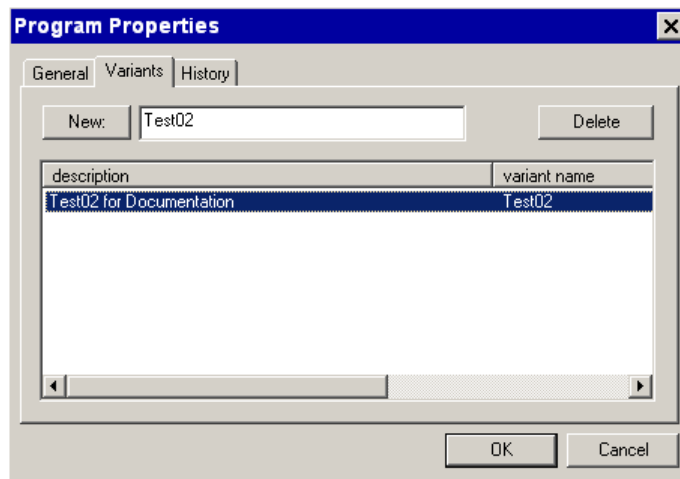 Program Properties
General Variants History
New: Test02 Delete
description variant name
Test02 for Documentation Test02
OK Cancel